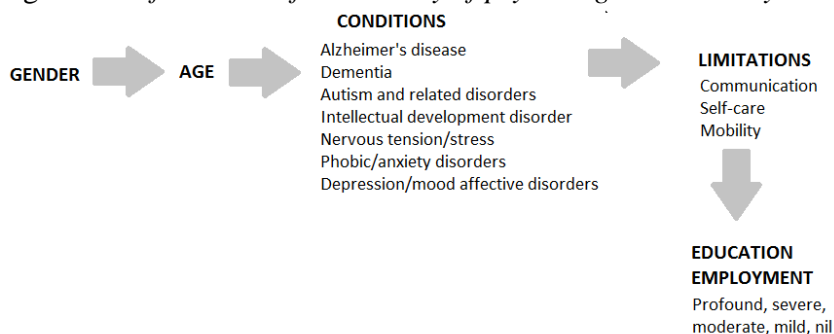 CONDITIONS
GENDER
AGE
Alzheimer's disease
Dementia
Autism and related disorders
Intellectual development disorder
Nervous tension/stress
Phobic/anxiety disorders
Depression/mood affective disorders
LIMITATIONS
Communication
Self-care
Mobility
EDUCATION
EMPLOYMENT
Profound, severe,
moderate, mild, nil